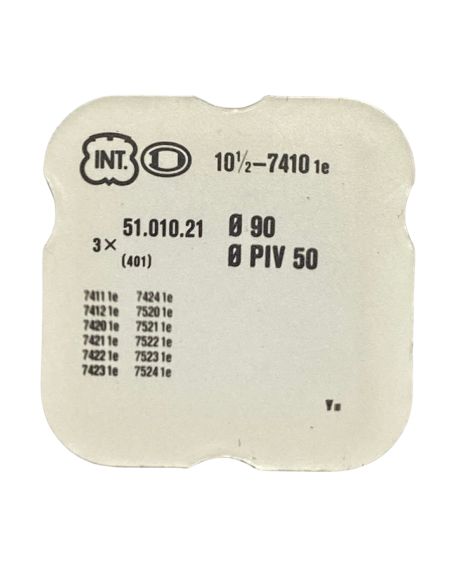 INT. 10½–7410 1e
3× 51.010.21 Ø 90
(401) Ø PIV 50
7411 1e 7424 1e
7412 1e 7520 1e
7420 1e 7521 1e
7421 1e 7522 1e
7422 1e 7523 1e
7423 1e 7524 1e